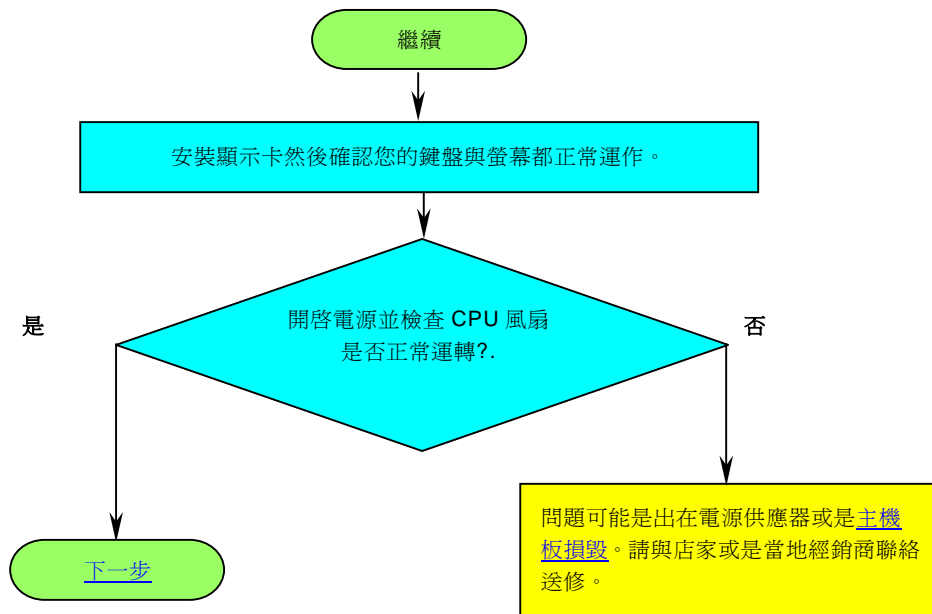 繼續
安裝顯示卡然後確認您的鍵盤與螢幕都正常運作。
開啓電源並檢查 CPU 風扇
是否正常運轉?.
是
否
問題可能是出在電源供應器或是主機
板損毀。請與店家或是當地經銷商聯絡
送修。
下一步